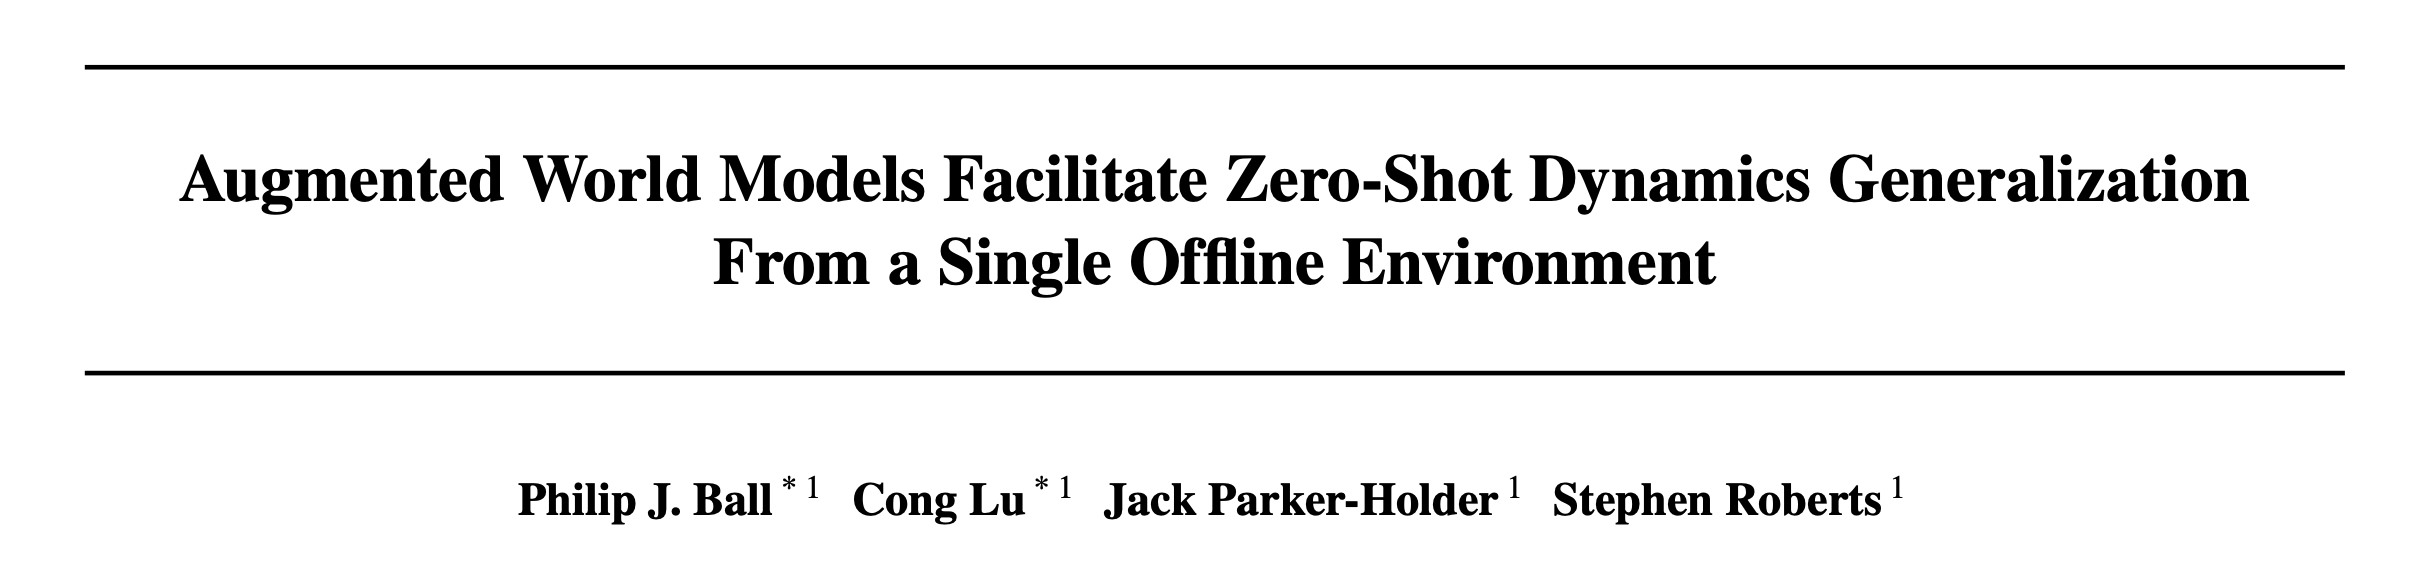 Augmented World Models Facilitate Zero-Shot Dynamics Generalization
From a Single Offline Environment
Philip J. Ball * 1 Cong Lu * 1 Jack Parker-Holder 1 Stephen Roberts 1